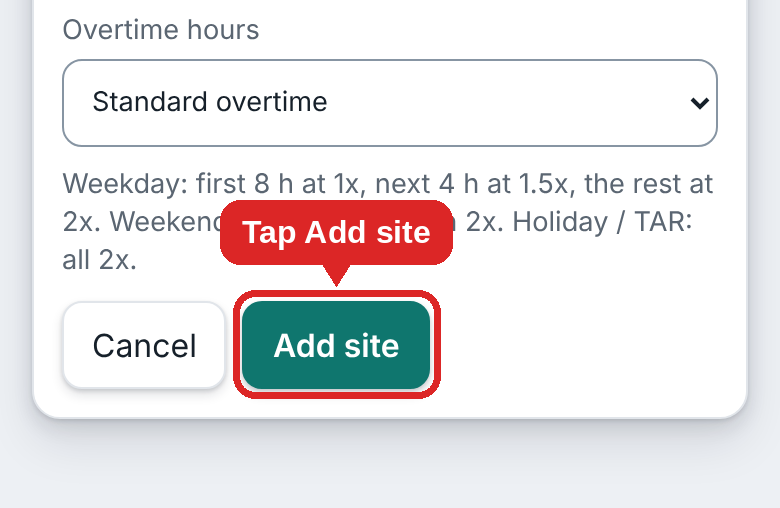 Overtime hours
Standard overtime
Weekday: first 8 h at 1x, next 4 h at 1.5x, the rest at
2x. 2x. Holiday / TAR:
Tap Add site
all 2x.
Cancel
Add site